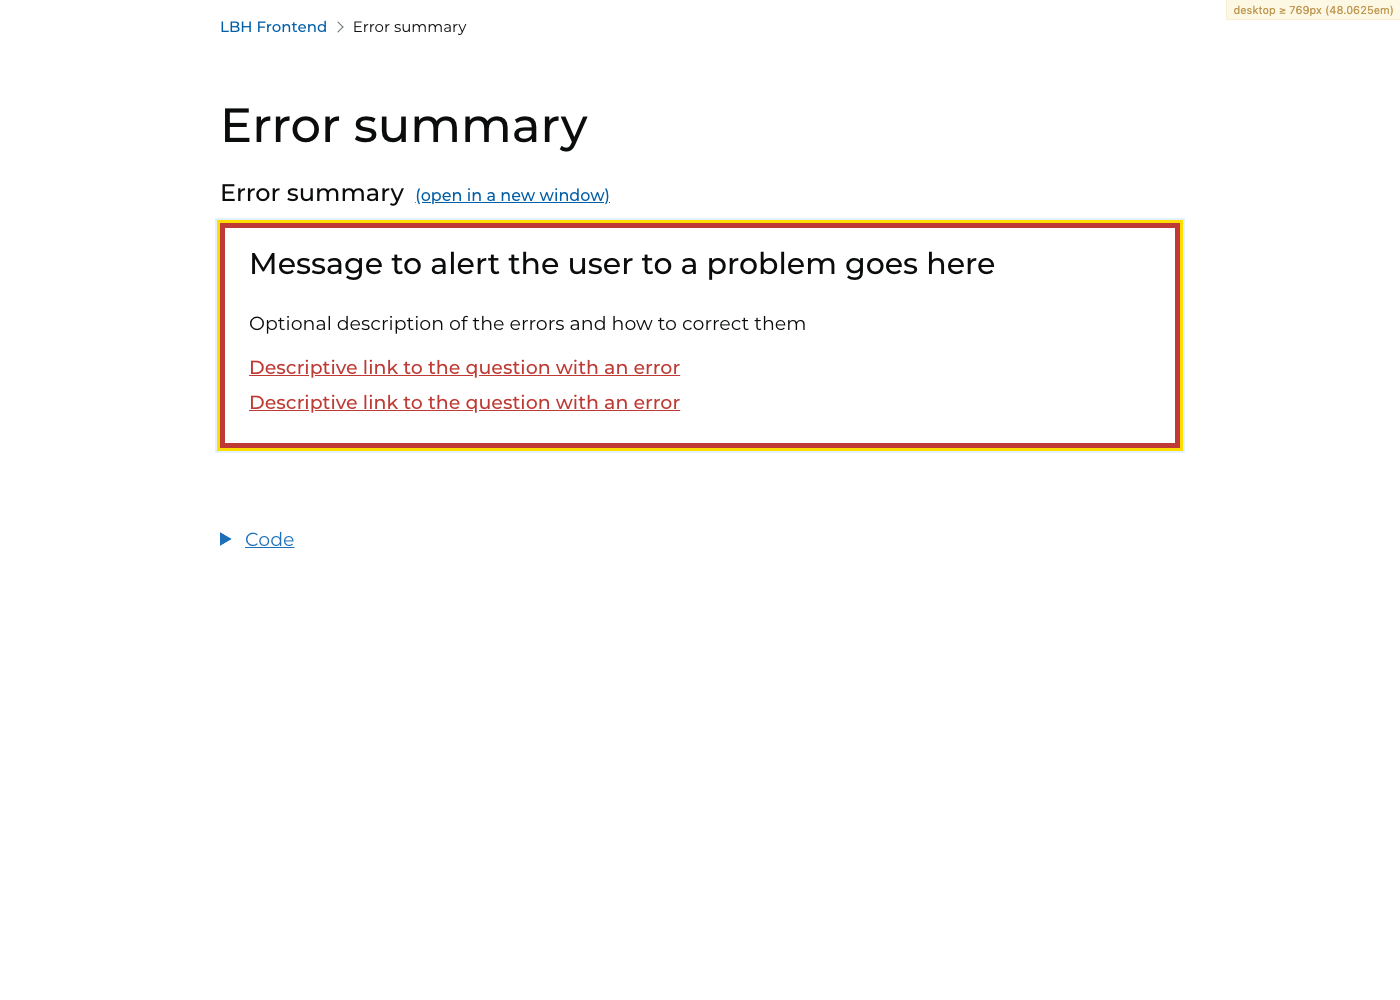 LBH Frontend Error summary
desktop ≥ 769px (48.0625em)
Error summary
Error summary (open in a new window)
Message to alert the user to a problem goes here
Optional description of the errors and how to correct them
Descriptive link to the question with an error
Descriptive link to the question with an error
Code